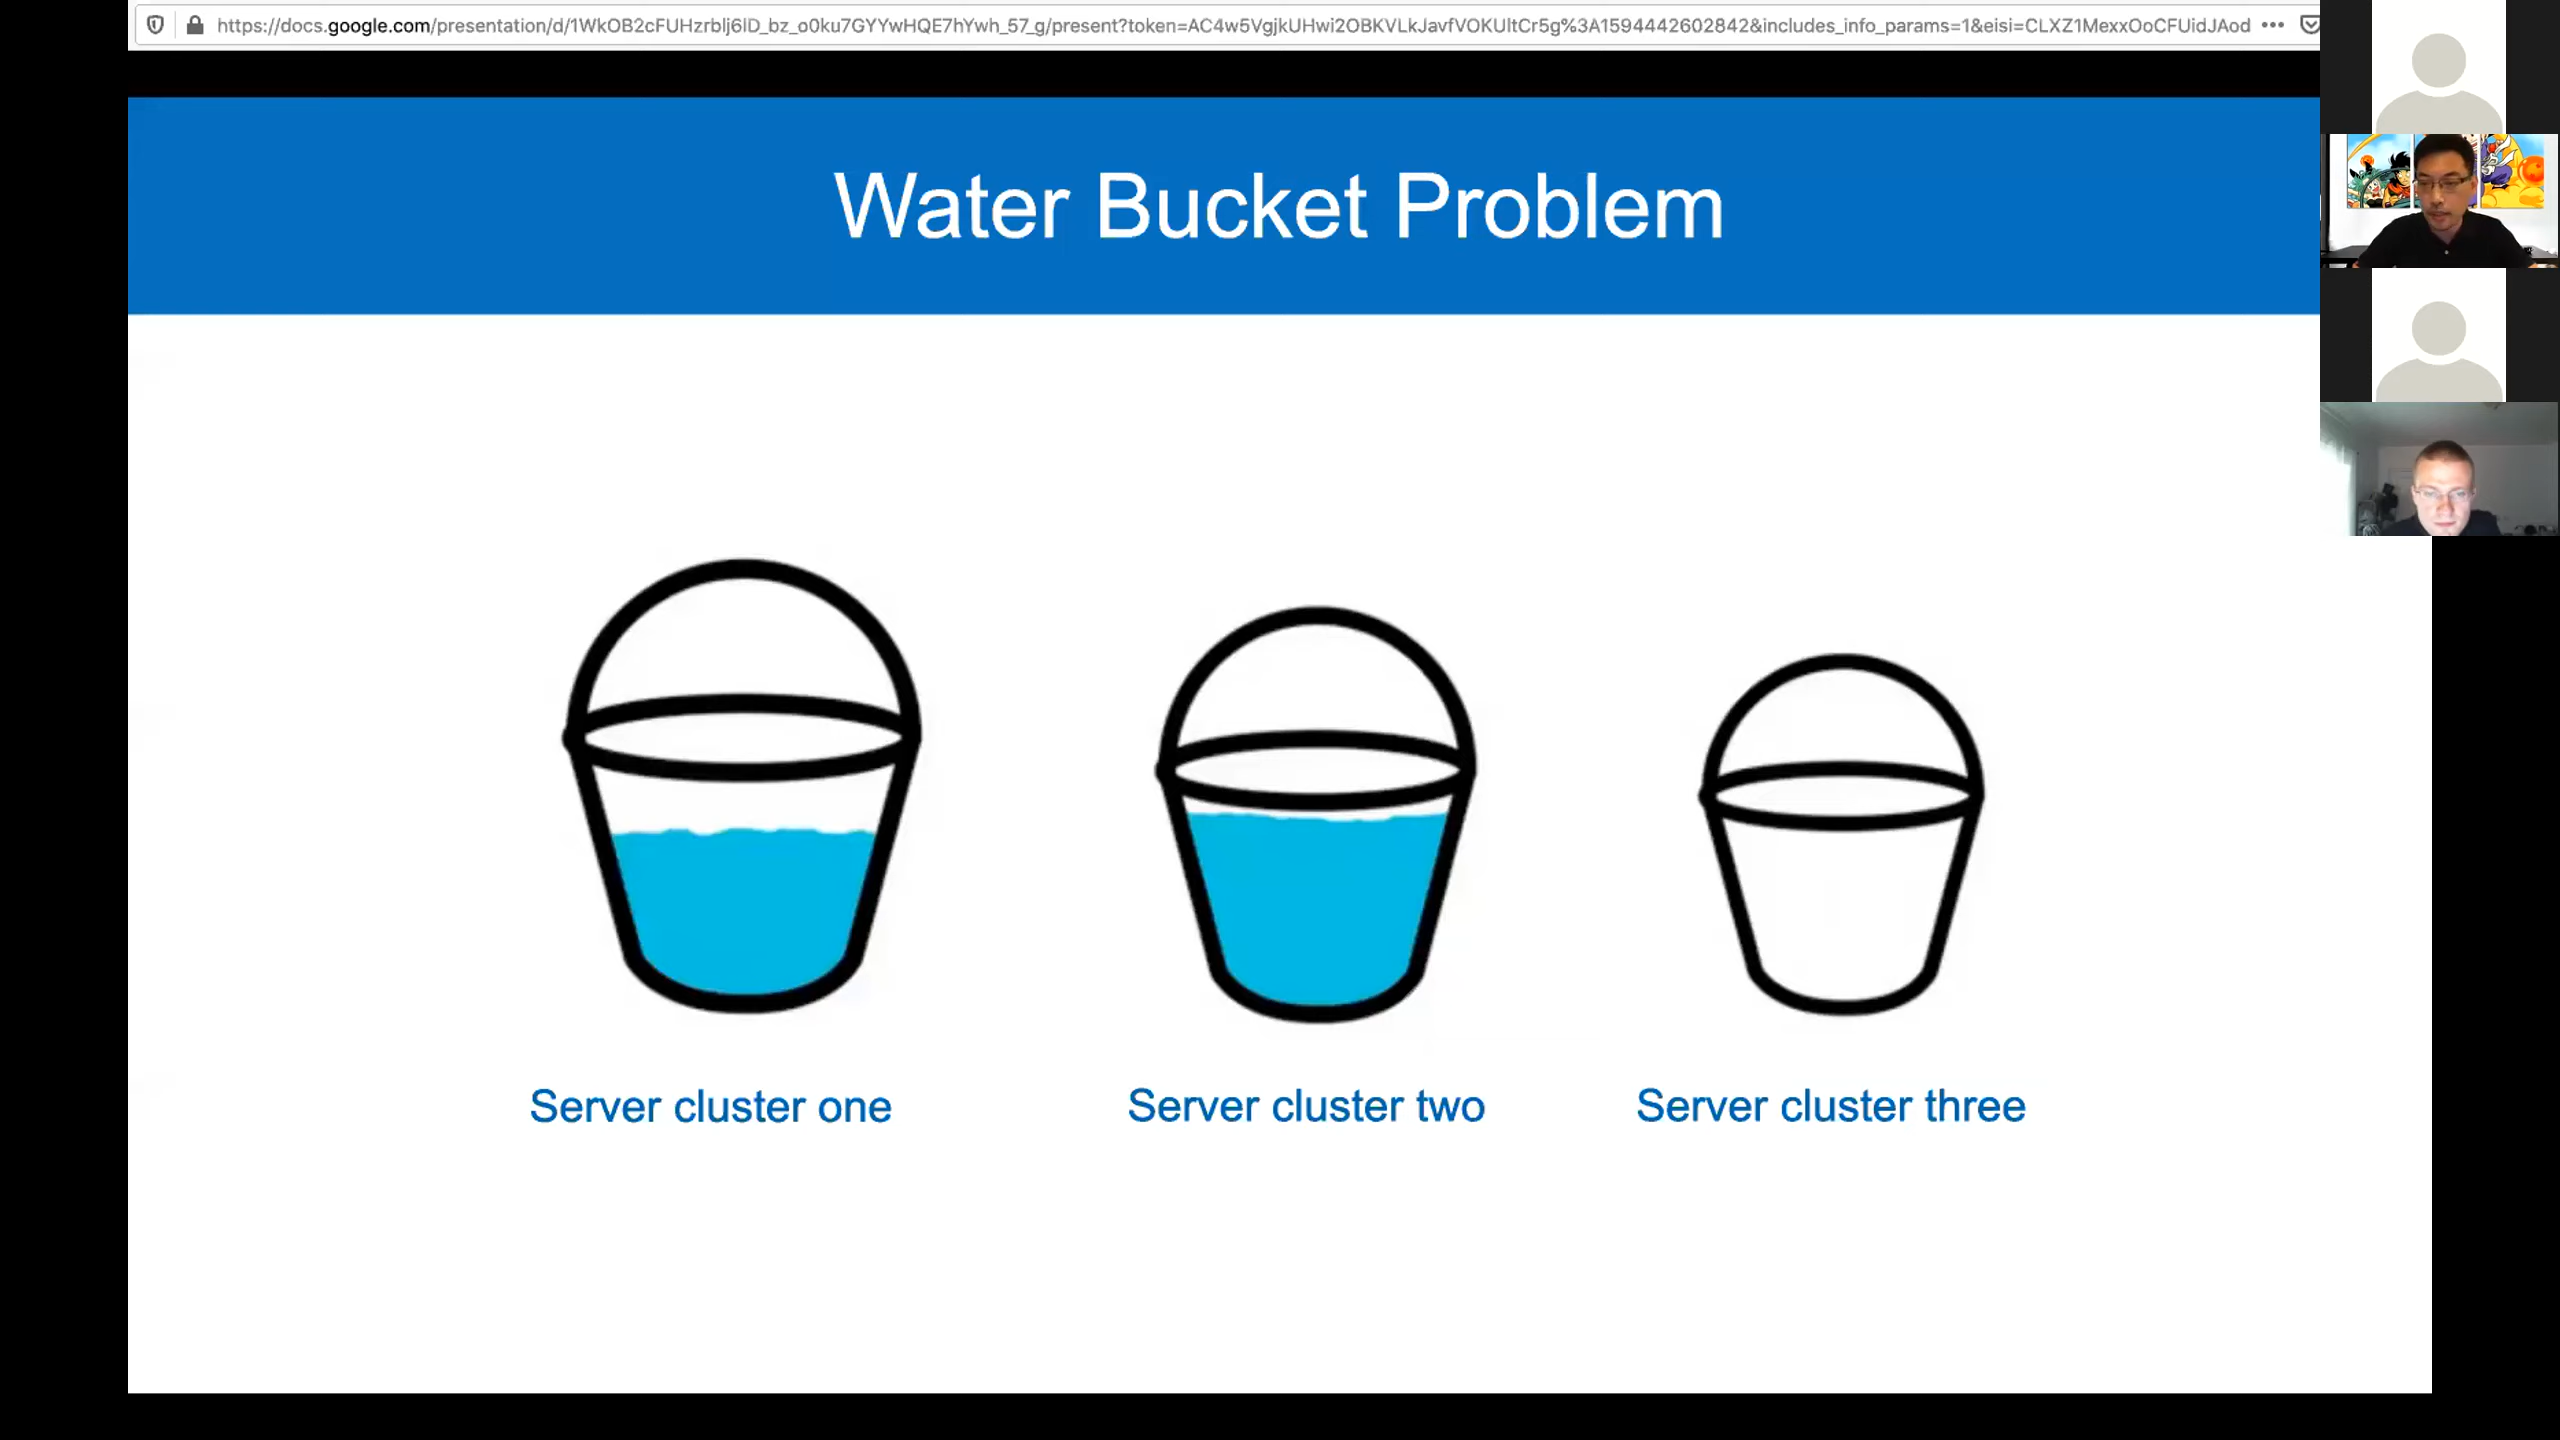 https://docs.google.com/presentation/d/1WkOB2cFUHzrblj6lD_bz_o0ku7GYYwHQE7hYwh_57_g/present?token=AC4w5VgjkUHwi2OBKVLkJavfVOKUltCr5g%3A1594442602842&includes_info_params=1&eisi=CLXZ1MexxOoCFUidJAod
Water Bucket Problem
Server cluster one
Server cluster two
Server cluster three